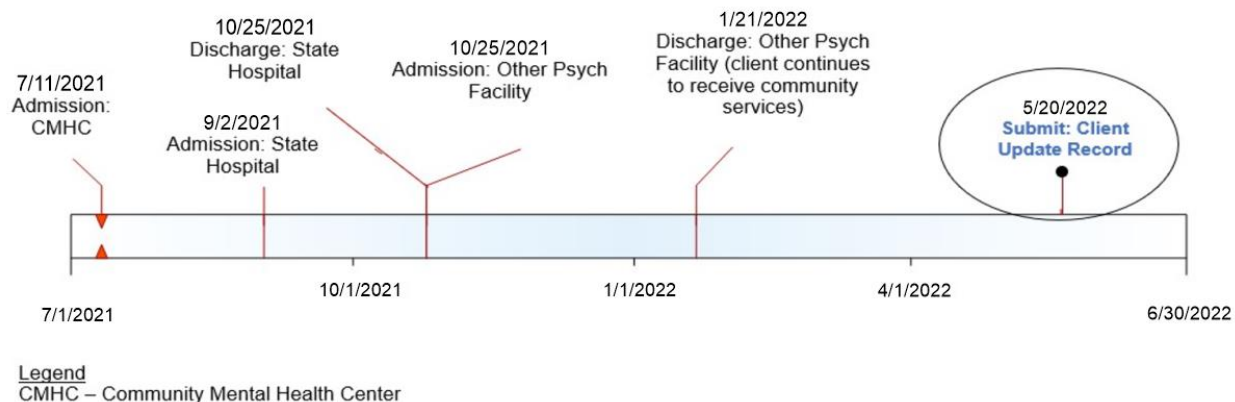 7/11/2021
Admission:
CMHC
10/25/2021
Discharge: State
Hospital
9/2/2021
Admission: State
Hospital
10/25/2021
Admission: Other Psych
Facility
1/21/2022
Discharge: Other Psych
Facility (client continues
to receive community
services)
5/20/2022
Submit: Client
Update Record
7/1/2021
10/1/2021
1/1/2022
4/1/2022
6/30/2022
Legend
CMHC – Community Mental Health Center